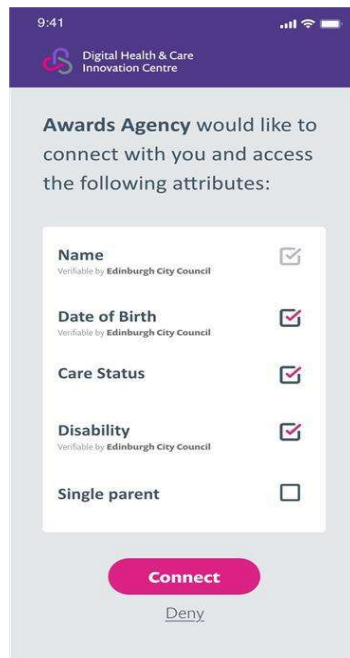 9:41
Digital Health & Care
Innovation Centre
Awards Agency would like to
connect with you and access
the following attributes:
Name
Verifiable by Edinburgh City Council
Date of Birth
Verifiable by Edinburgh City Council
Care Status
Disability
Verifiable by Edinburgh City Council
Single parent
Connect
Deny